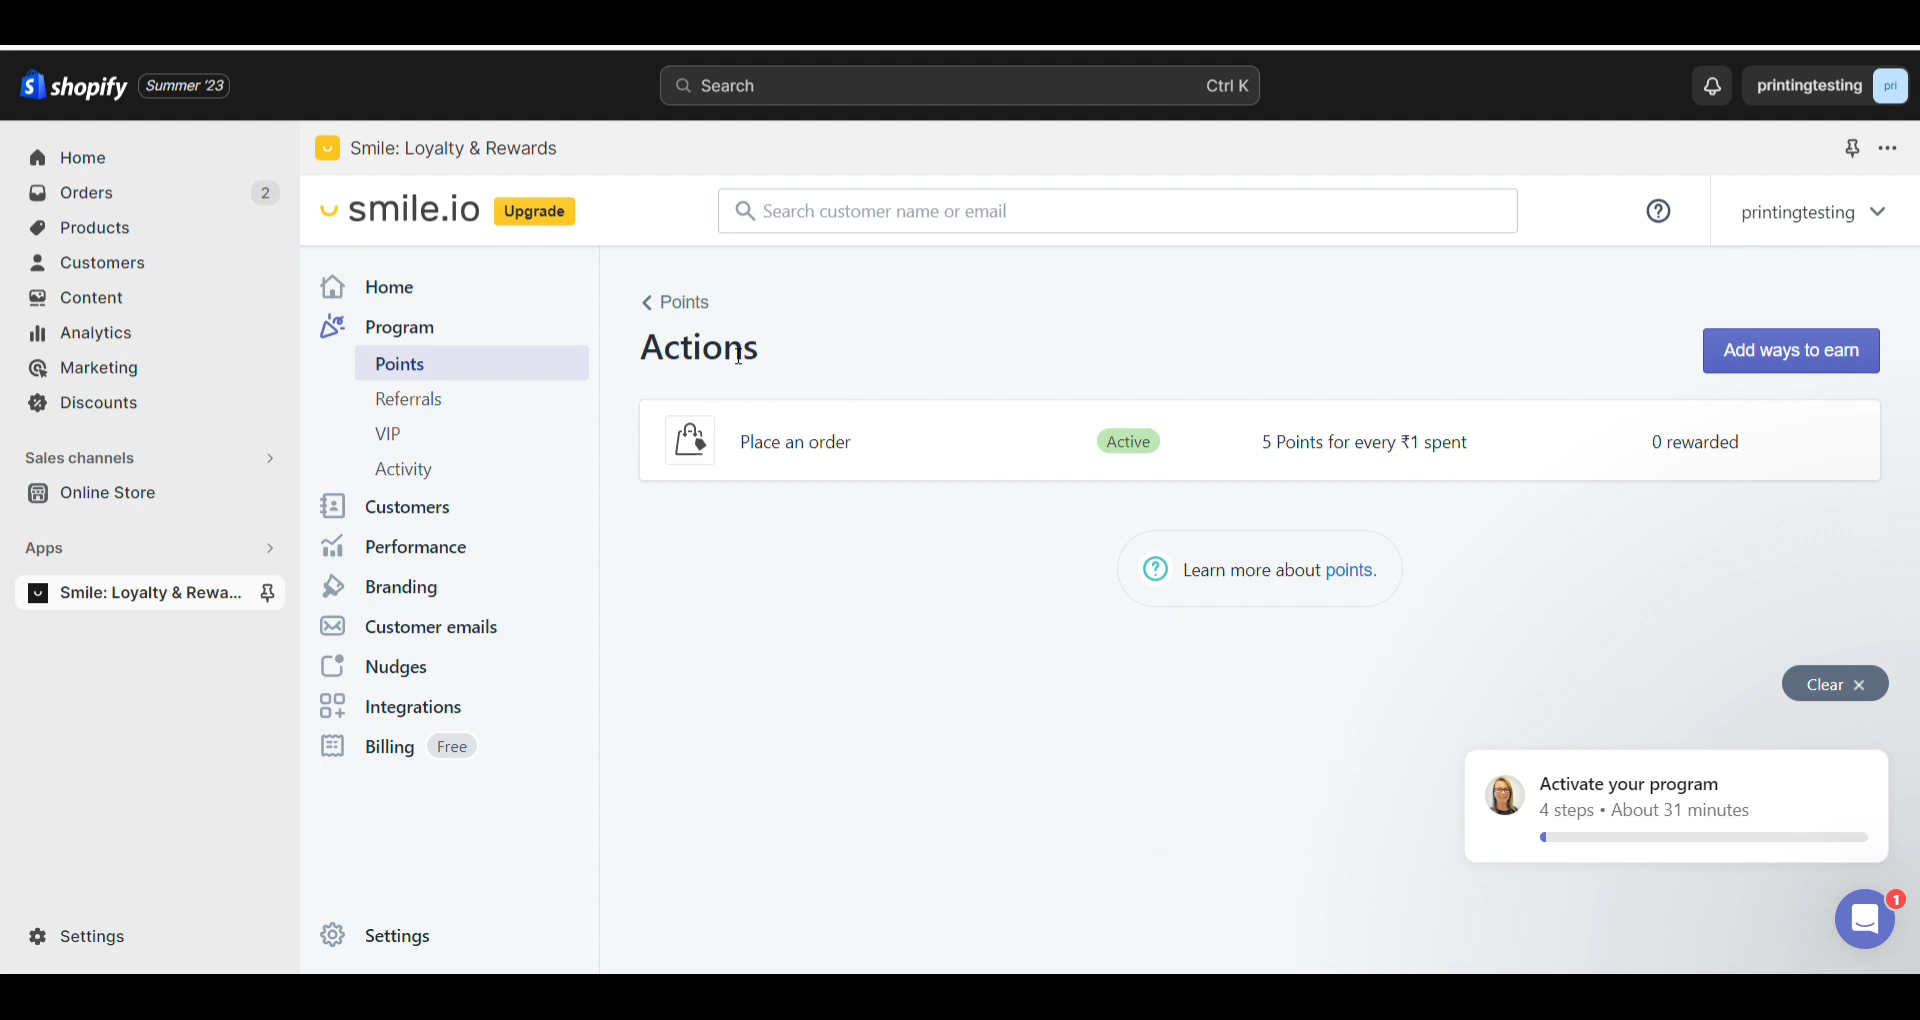 shopify Summer '23
Search Ctrl K
printingtesting pri
Home
Orders 2
Products
Customers
Content
Analytics
Marketing
Discounts
Sales channels
Online Store
Apps
Smile: Loyalty & Rewa...
Settings
Smile: Loyalty & Rewards
smile.io Upgrade
Search customer name or email
printingtesting
Home
Program
Points
Referrals
VIP
Activity
Customers
Performance
Branding
Customer emails
Nudges
Integrations
Billing Free
Settings
Points
Actions
Add ways to earn
Place an order Active 5 Points for every ₹1 spent 0 rewarded
Learn more about points.
Clear
Activate your program
4 steps • About 31 minutes
1